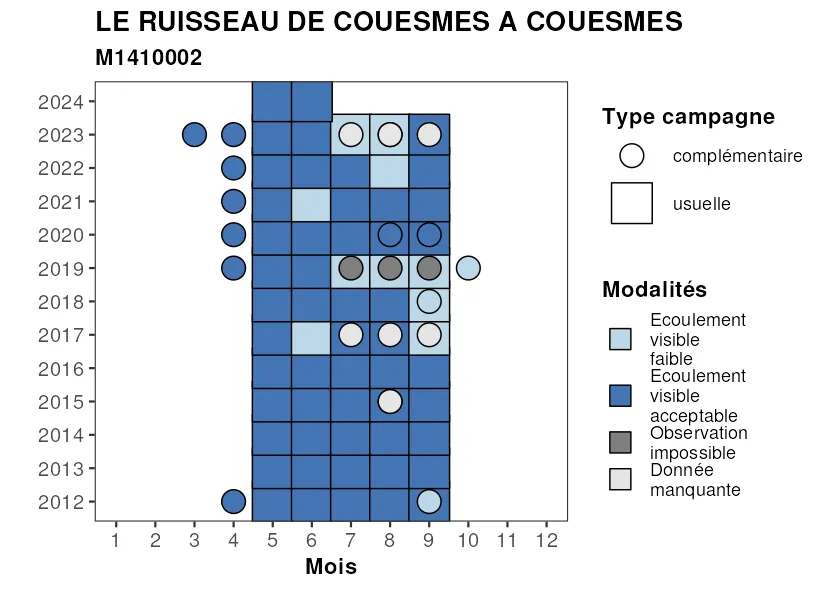 LE RUISSEAU DE COUESMES A COUESMES
M1410002
2024
2023
2022
2021
2020
2019
2018
2017
2016
2015
2014
2013
2012
1 2 3 4 5 6 7 8 9 10 11 12
Mois
Type campagne
complémentaire
usuelle
Modalités
Ecoulement
visible
faible
Ecoulement
visible
acceptable
Observation
impossible
Donnée
manquante